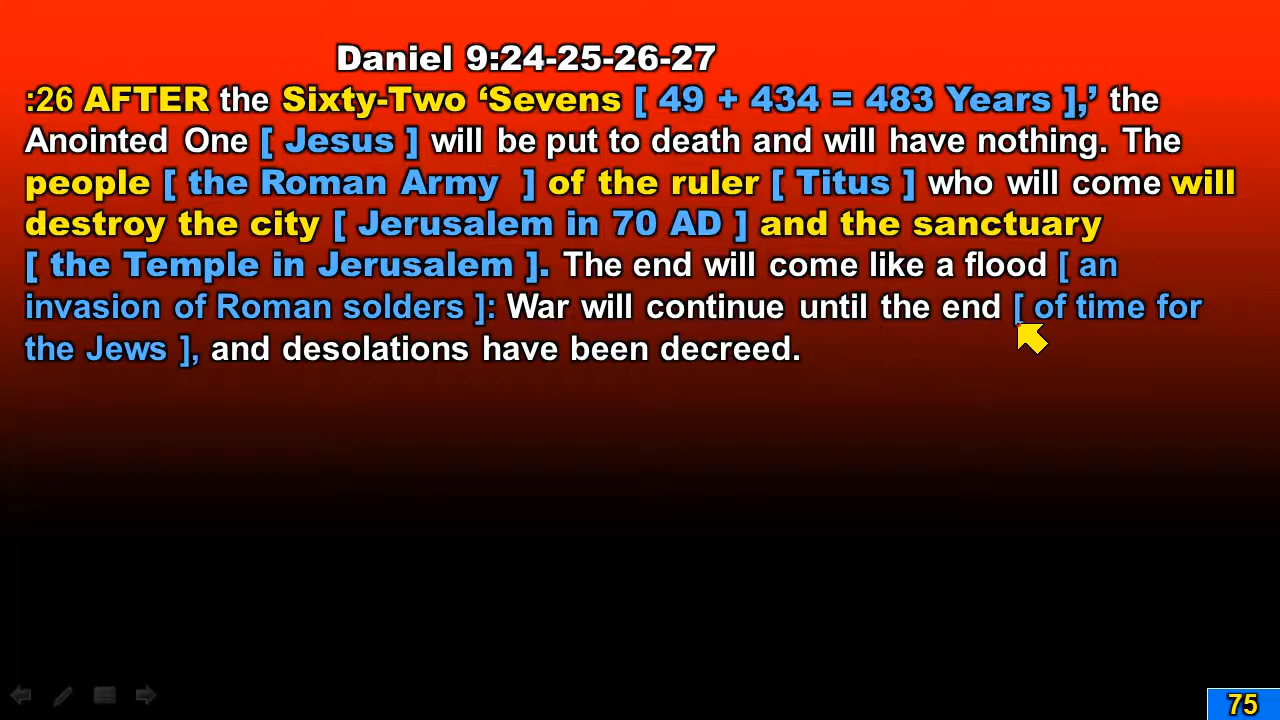 Daniel 9:24-25-26-27
:26 AFTER the Sixty-Two ‘Sevens [ 49 + 434 = 483 Years ],’ the
Anointed One [ Jesus ] will be put to death and will have nothing. The
people [ the Roman Army ] of the ruler [ Titus ] who will come will
destroy the city [ Jerusalem in 70 AD ] and the sanctuary
[ the Temple in Jerusalem ]. The end will come like a flood [ an
invasion of Roman solders ]: War will continue until the end [ of time for
the Jews ], and desolations have been decreed.
75